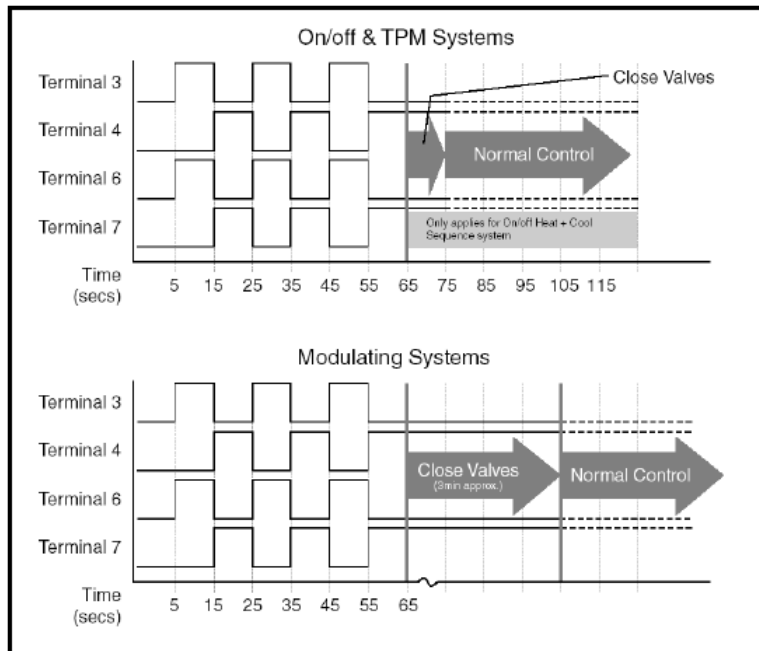 On/off & TPM Systems
Close Valves
Terminal 3
Terminal 4
Normal Control
Terminal 6
Terminal 7
Only applies for On/off Heat + Cool
Sequence system
Time
(secs)
5 15 25 35 45 55 65 75 85 95 105 115
Modulating Systems
Terminal 3
Terminal 4
Close Valves
(3min approx.)
Normal Control
Terminal 6
Terminal 7
Time
(secs)
5 15 25 35 45 55 65